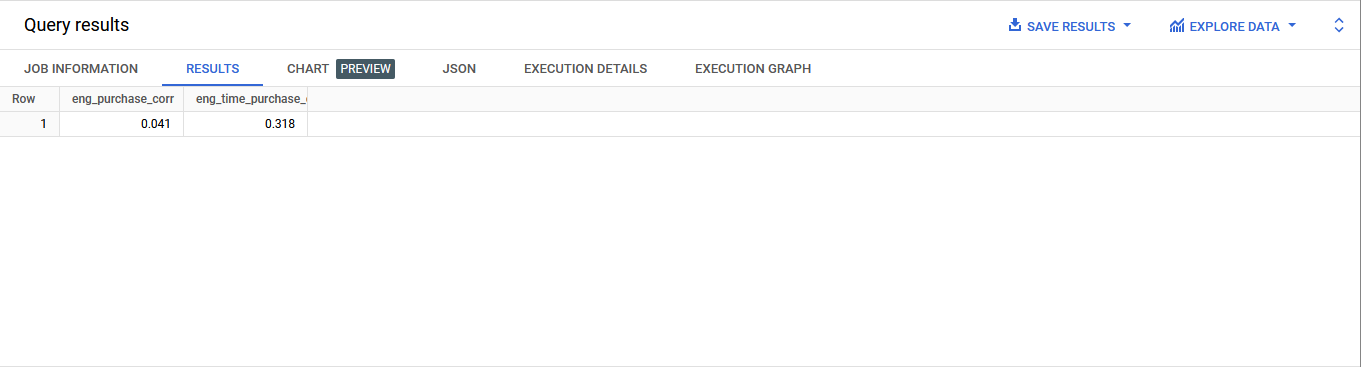 Query results
SAVE RESULTS
EXPLORE DATA
JOB INFORMATION RESULTS CHART PREVIEW JSON EXECUTION DETAILS EXECUTION GRAPH
Row eng_purchase_corr eng_time_purchase_
1 0.041 0.318